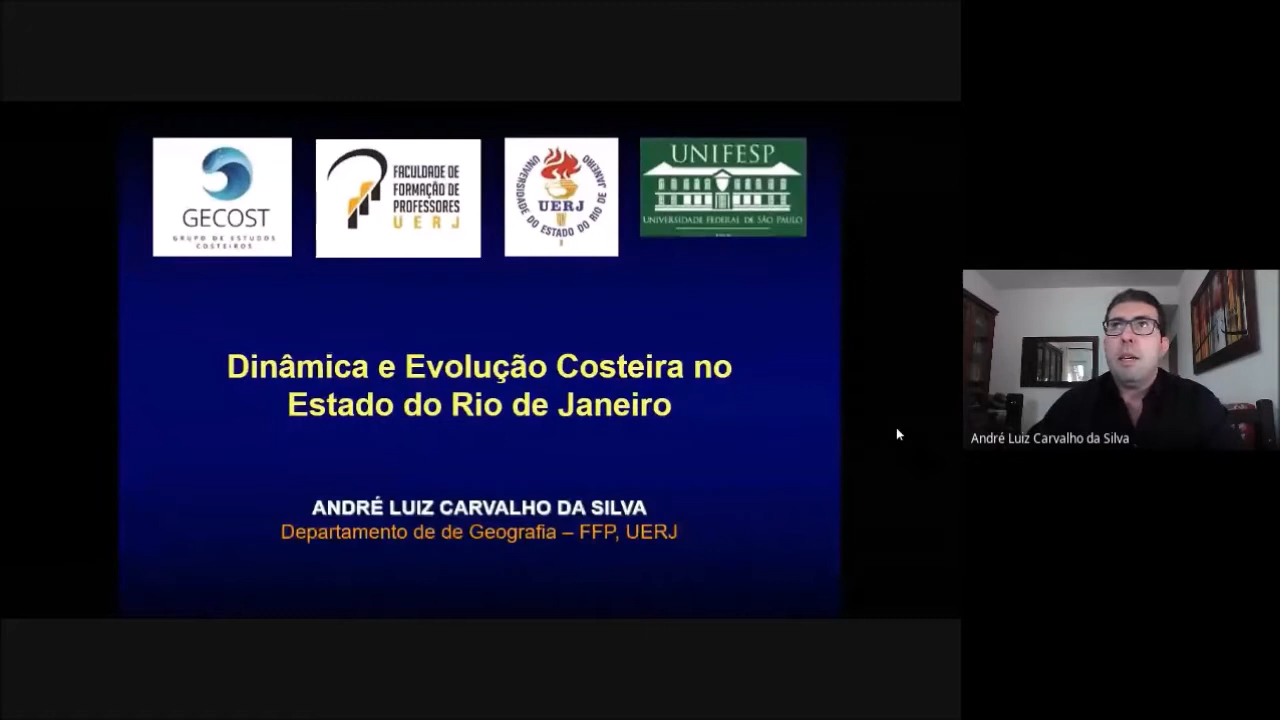 GECOST
GRUPO DE ESTUDOS
COSTEIROS
FACULDADE DE
FORMAÇÃO DE
PROFESSORES
UERJ
UNIVERSIDADE DO ESTADO DO RIO DE JANEIRO
UERJ
UNIFESP
UNIVERSIDADE FEDERAL DE SÃO PAULO
Dinâmica e Evolução Costeira no
Estado do Rio de Janeiro
ANDRÉ LUIZ CARVALHO DA SILVA
Departamento de de Geografia – FFP, UERJ
André Luiz Carvalho da Silva